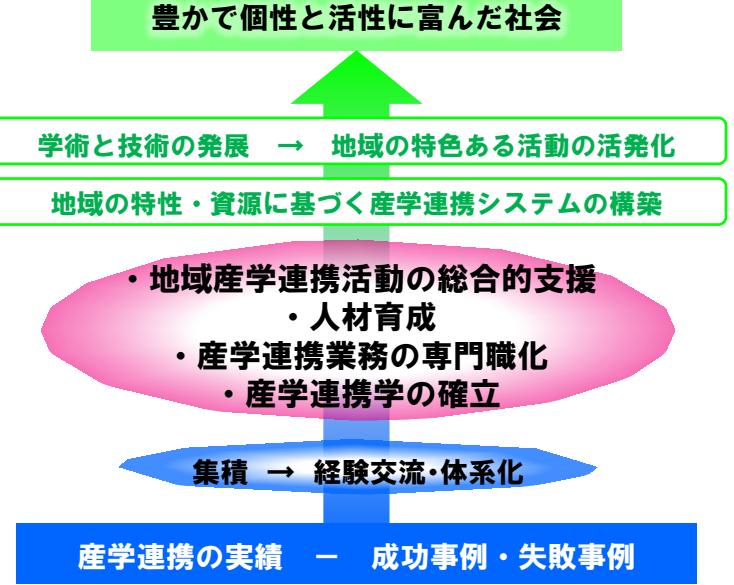 豊かで個性と活性に富んだ社会
学術と技術の発展　→　地域の特色ある活動の活発化
地域の特性・資源に基づく産学連携システムの構築
・地域産学連携活動の総合的支援
・人材育成
・産学連携業務の専門職化
・産学連携学の確立
集積　→　経験交流・体系化
産学連携の実績　－　成功事例・失敗事例